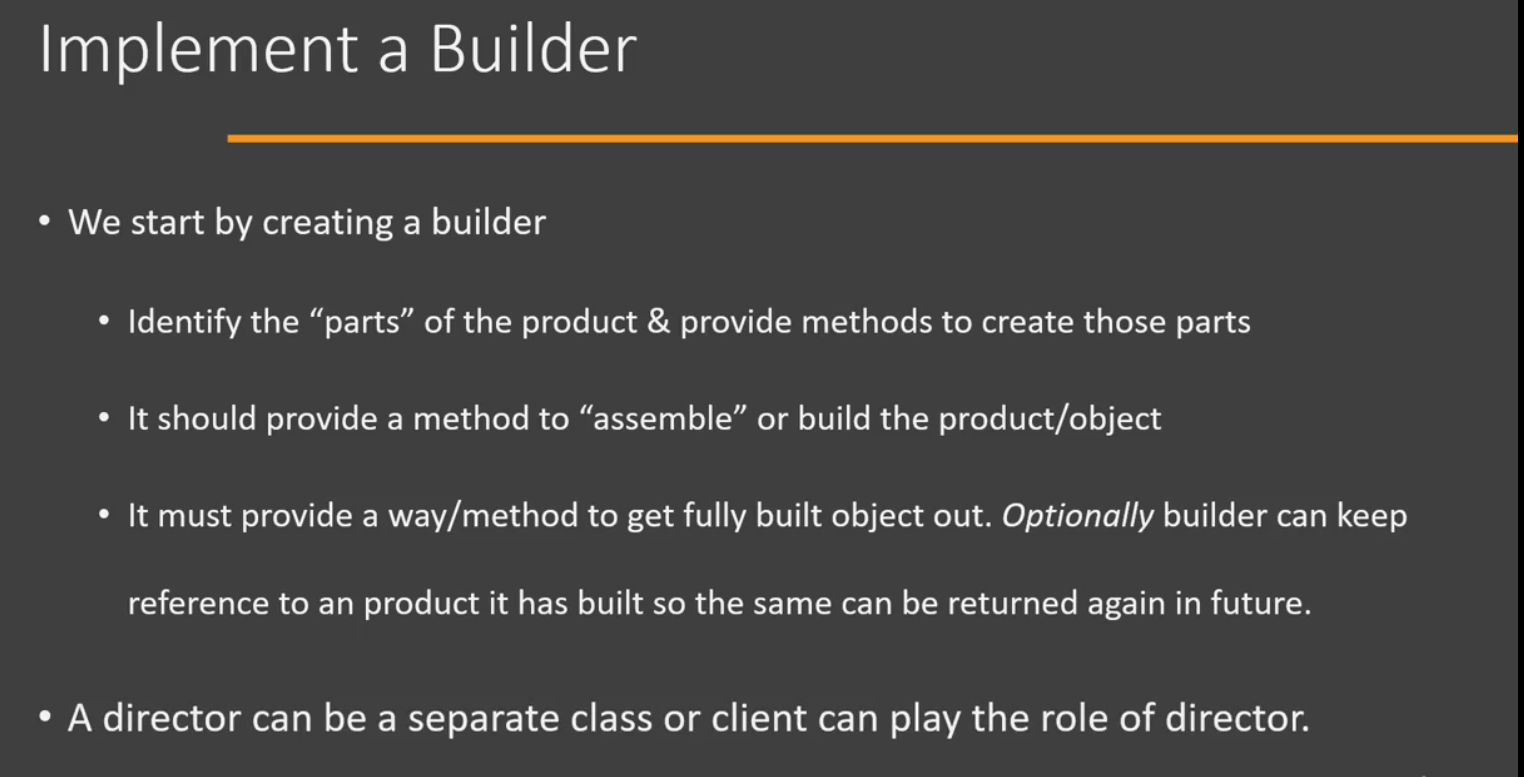 Implement a Builder
• We start by creating a builder
• Identify the “parts” of the product & provide methods to create those parts
• It should provide a method to “assemble” or build the product/object
• It must provide a way/method to get fully built object out. Optionally builder can keep
reference to an product it has built so the same can be returned again in future.
• A director can be a separate class or client can play the role of director.